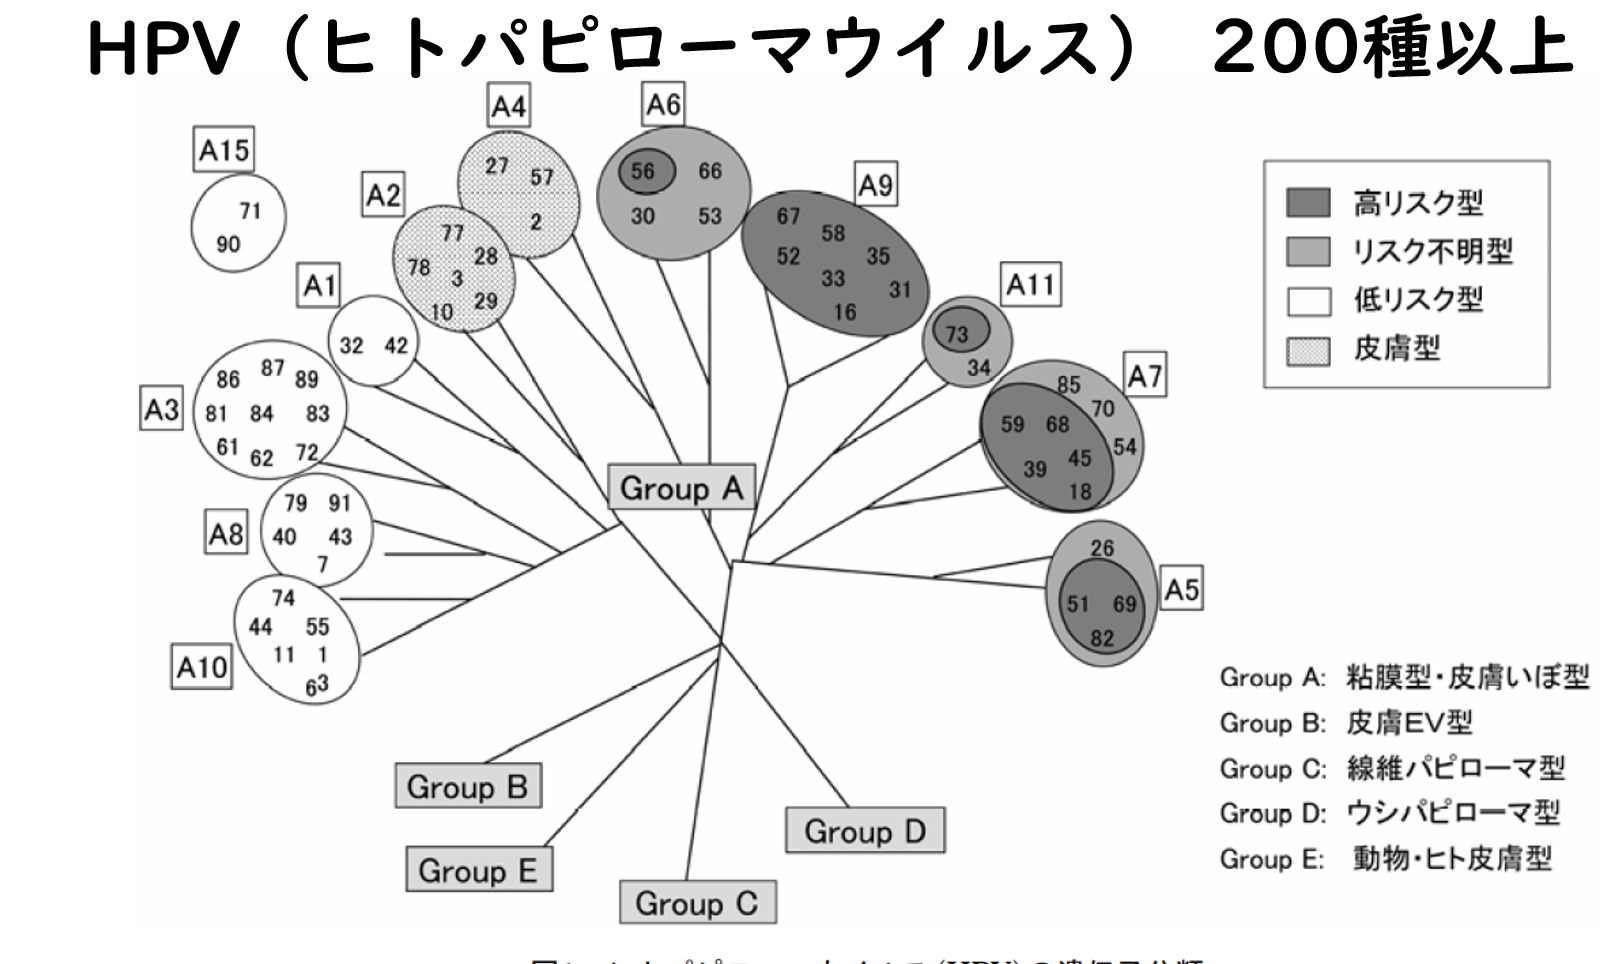 HPV（ヒトパピローマウイルス） 200種以上
A15
71
90
A4
27 57
2
A6
56 66
30 53
A2
77
78 28
3
10 29
A9
67 58
52 35
33 31
16
A1
32 42
A11
73
34
高リスク型
リスク不明型
低リスク型
皮膚型
A3
86 87 89
81 84 83
61 62 72
A7
85
70
59 68
54
39 45
18
Group A
A8
79 91
40 43
7
A5
26
51 69
82
A10
74
44 55
11 1
63
Group B
Group E
Group C
Group D
Group A: 粘膜型・皮膚いぼ型
Group B: 皮膚EV型
Group C: 線維パピローマ型
Group D: ウシパピローマ型
Group E: 動物・ヒト皮膚型